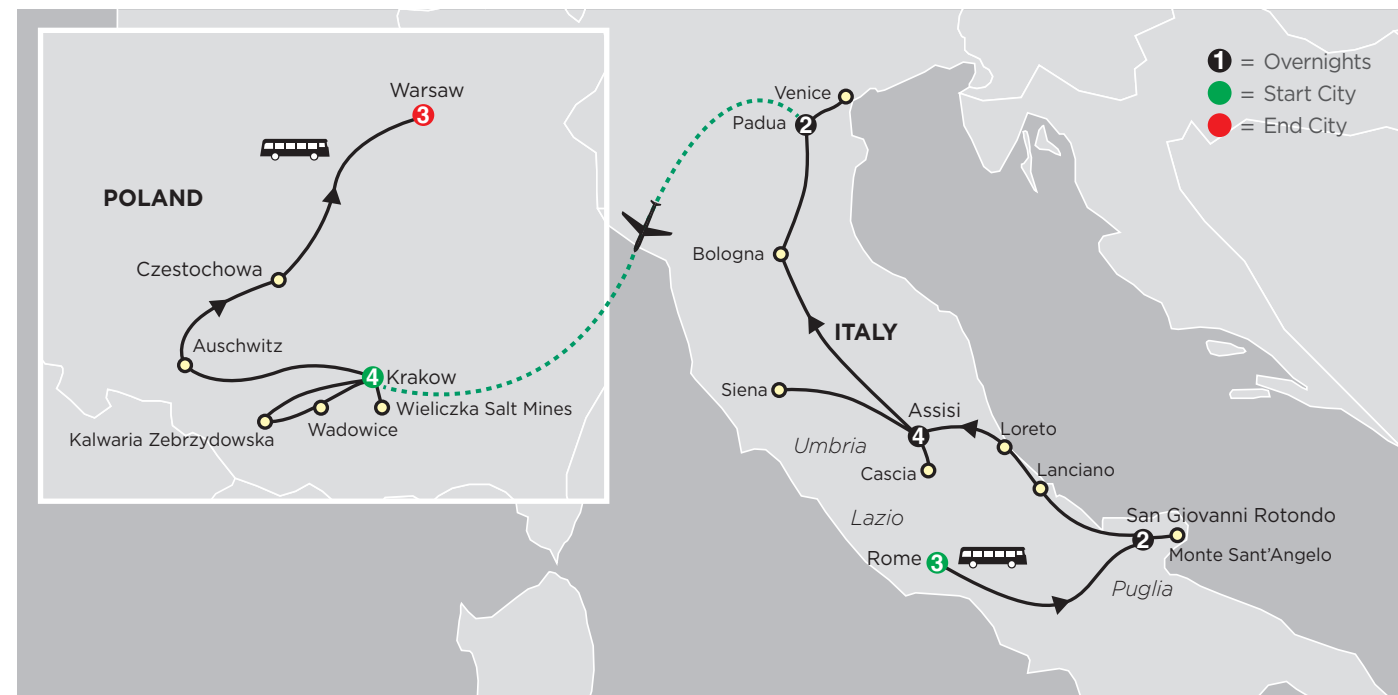 Warsaw
3
POLAND
Czestochowa
Auschwitz
4
Krakow
Wieliczka Salt Mines
Wadowice
Kalwaria Zebrzydowska
Venice
Padua
2
Bologna
ITALY
Siena
Assisi
4
Umbria
Cascia
Loreto
Lanciano
Lazio
San Giovanni Rotondo
2
Monte Sant'Angelo
Rome
3
Puglia
1 = Overnights
= Start City
= End City